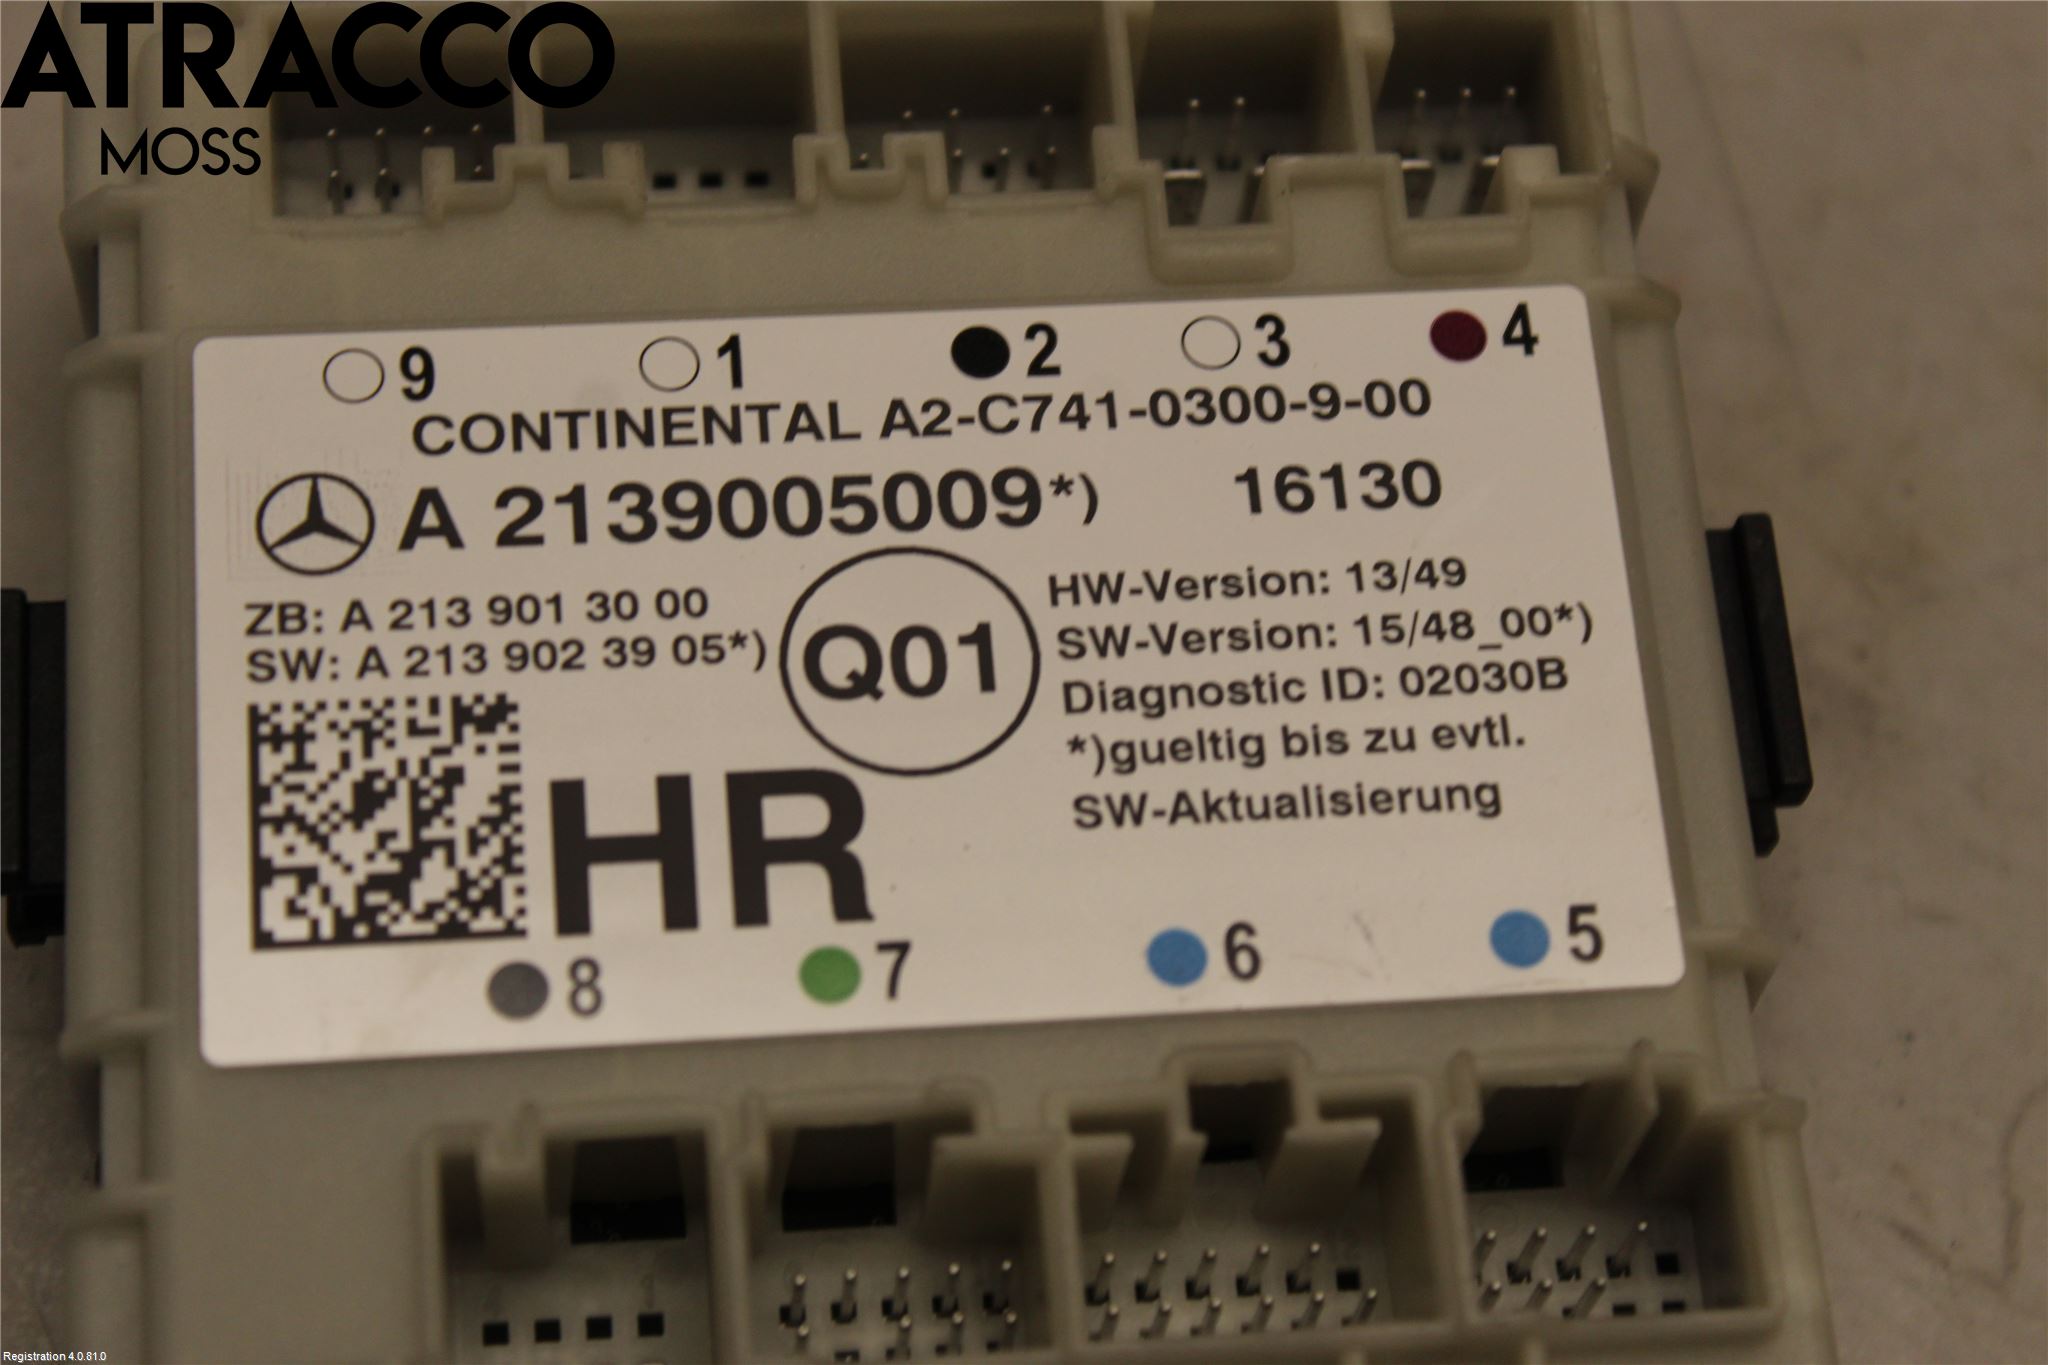 ATRACCO
MOSS
9 1 2 3 4
CONTINENTAL A2-C741-0300-9-00
A 2139005009*) 16130
ZB: A 213 901 30 00
SW: A 213 902 39 05*)
Q01
HW-Version: 13/49
SW-Version: 15/48_00*)
Diagnostic ID: 02030B
*)gueltig bis zu evtl.
SW-Aktualisierung
HR
8 7 6 5
Registration 4.0.81.0